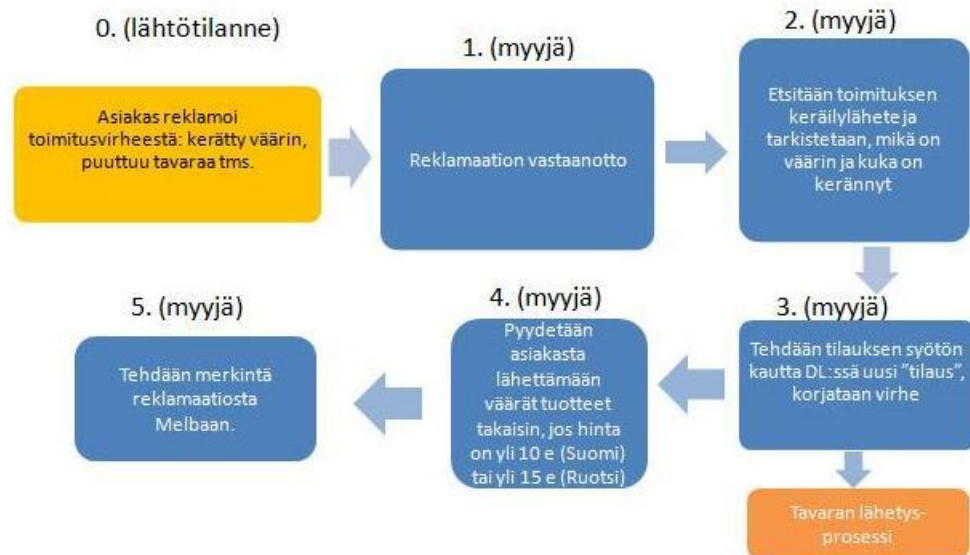 0. (lähtötilanne)
Asiakas reklamoi
toimitusvirheestä: kerätty väärin,
puuttuu tavaraa tms.
1. (myyjä)
Reklamaation vastaanotto
2. (myyjä)
Etsitään toimituksen
keräilylähete ja
tarkistetaan, mikä on
väärin ja kuka on
kerännyt
3. (myyjä)
Tehdään tilauksen syötön
kautta DL:ssä uusi "tilaus",
korjataan virhe
Tavaran lähetys-
prosessi
4. (myyjä)
Pyydetään
asiakasta
lähettämään
väärät tuotteet
takaisin, jos hinta
on yli 10 e (Suomi)
tai yli 15 e (Ruotsi)
5. (myyjä)
Tehdään merkintä
reklamaatiosta
Melbaan.